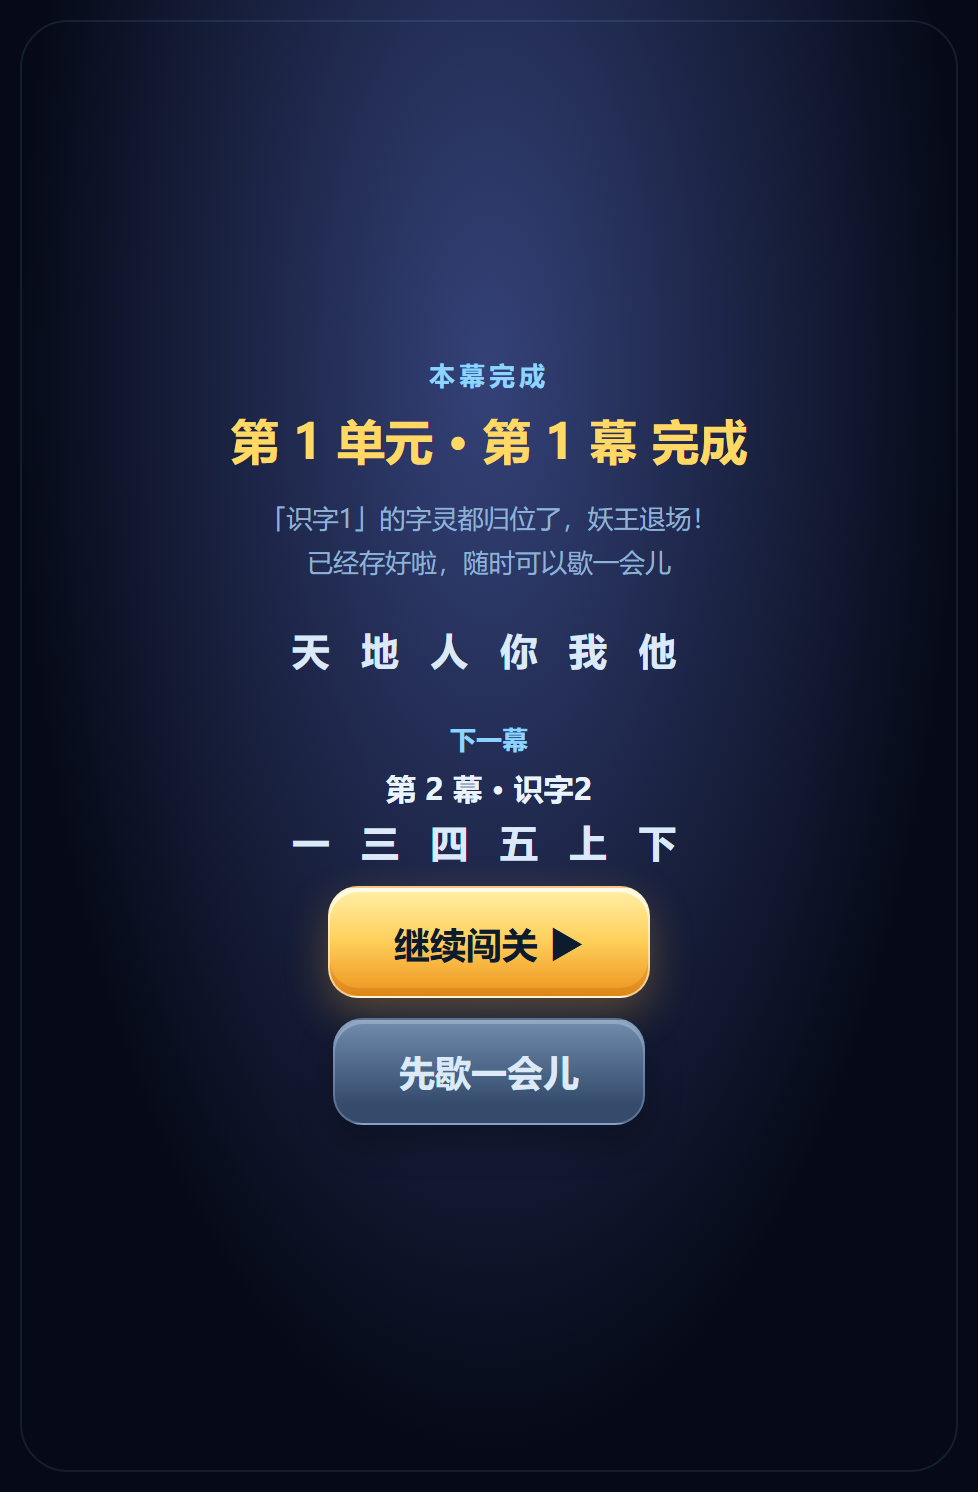 本幕完成
第 1 单元 · 第 1 幕 完成
「识字1」的字灵都归位了，妖王退场！
已经存好啦，随时可以歇一会儿
天 地 人 你 我 他
下一幕
第 2 幕 · 识字2
一 三 四 五 上 下
继续闯关 ▶
先歇一会儿